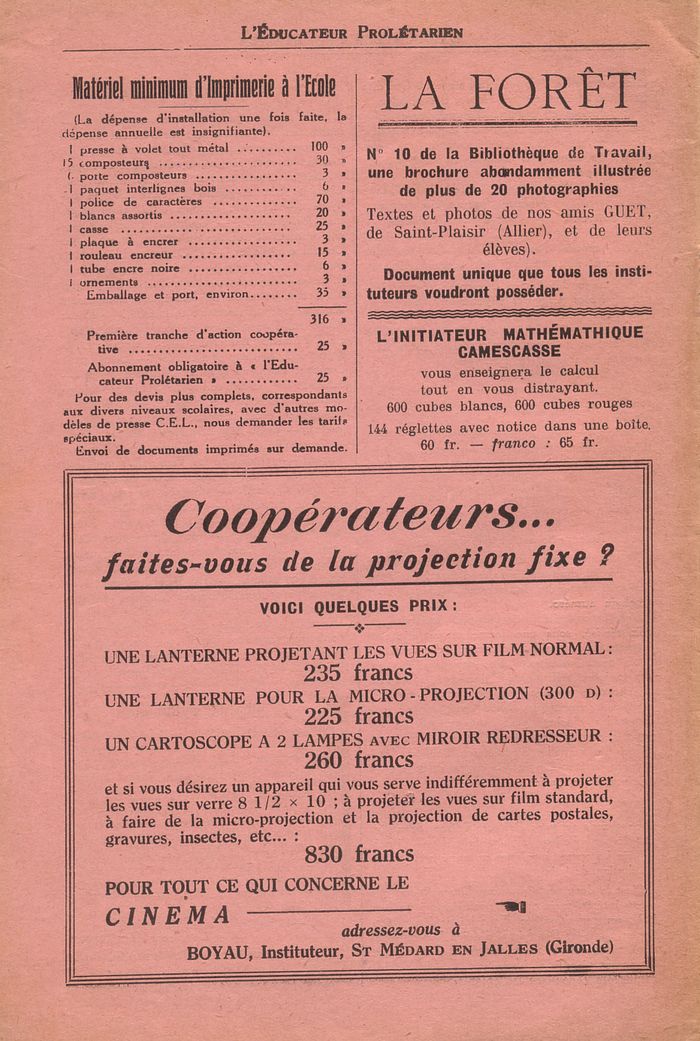 L'ÉDUCATEUR PROLÉTARIEN
Matériel minimum d'Imprimerie à l'Ecole
(La dépense d'installation une fois faite, la
dépense annuelle est insignifiante).
1 presse à volet tout métal .......... 100 »
15 composteurs .................... 30 »
6 porte composteurs ............... 3 »
1 paquet interlignes bois ........... 6 »
1 police de caractères ............. 70 »
1 blancs assortis .................. 20 »
1 casse .......................... 25 »
1 plaque à encrer ................ 3 »
1 rouleau encreur ................ 15 »
1 tube encre noire ................ 6 »
1 ornements ..................... 3 »
Emballage et port, environ........ 35 »
316 »
Première tranche d'action coopéra-
tive ......................... 25 »
Abonnement obligatoire à « l'Edu-
cateur Prolétarien » ............ 25 »
Pour des devis plus complets, correspondants
aux divers niveaux scolaires, avec d'autres mo-
dèles de presse C.E.L., nous demander les tarifs
spéciaux.
Envoi de documents imprimés sur demande.
LA FORÊT
N° 10 de la Bibliothèque de Travail,
une brochure abondamment illustrée
de plus de 20 photographies
Textes et photos de nos amis GUET,
de Saint-Plaisir (Allier), et de leurs
élèves).
Document unique que tous les insti-
tuteurs voudront posséder.
L'INITIATEUR MATHÉMATHIQUE
CAMESCASSE
vous enseignera le calcul
tout en vous distrayant.
600 cubes blancs, 600 cubes rouges
144 réglettes avec notice dans une boîte.
60 fr. — franco : 65 fr.
Coopérateurs...
faites-vous de la projection fixe ?
VOICI QUELQUES PRIX :
UNE LANTERNE PROJETANT LES VUES SUR FILM NORMAL :
235 francs
UNE LANTERNE POUR LA MICRO-PROJECTION (300 D) :
225 francs
UN CARTOSCOPE A 2 LAMPES AVEC MIROIR REDRESSEUR :
260 francs
et si vous désirez un appareil qui vous serve indifféremment à projeter
les vues sur verre 8 1/2 × 10 ; à projeter les vues sur film standard,
à faire de la micro-projection et la projection de cartes postales,
gravures, insectes, etc... :
830 francs
POUR TOUT CE QUI CONCERNE LE
CINEMA
adressez-vous à
BOYAU, Instituteur, ST MÉDARD EN JALLES (Gironde)